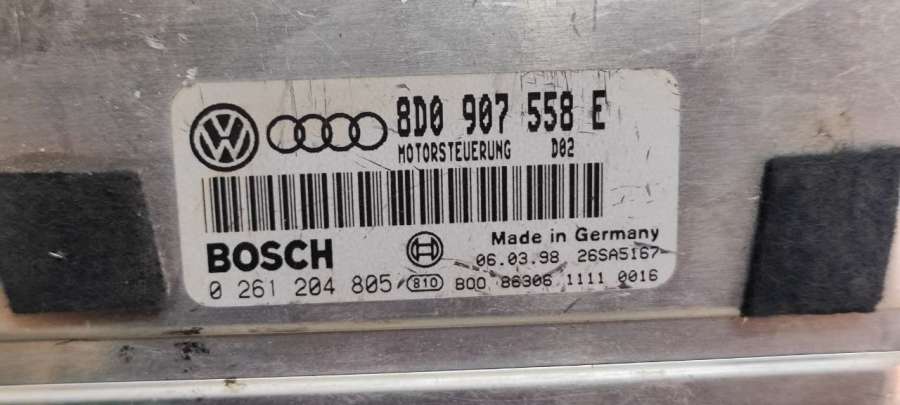 8D0 907 558 E
MOTORSTEUERUNG D02
BOSCH
Made in Germany
06.03.98 26SA5167
0 261 204 805 810 800 86306 1111 0016